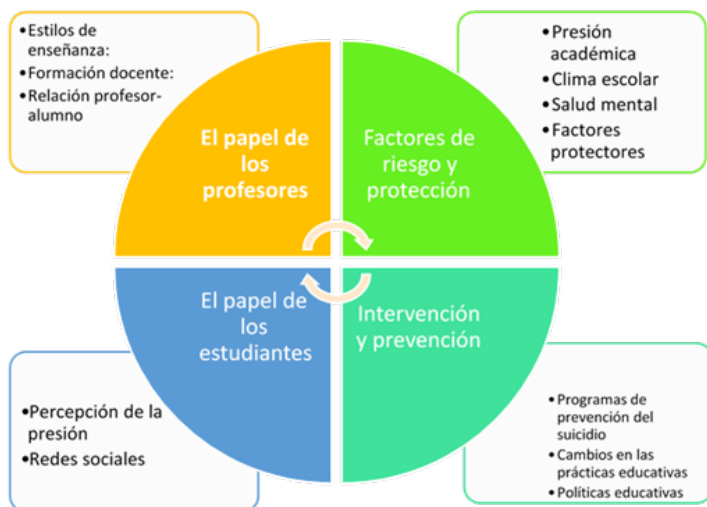 •Estilos de
enseñanza:
•Formación docente:
•Relación profesor-
alumno
El papel de
los
profesores
Factores de
riesgo y
protección
•Presión
académica
•Clima escolar
•Salud mental
•Factores
protectores
El papel de
los
estudiantes
•Percepción de la
presión
•Redes sociales
Intervención
y prevención
•Programas de
prevención del
suicidio
•Cambios en las
prácticas educativas
•Políticas educativas